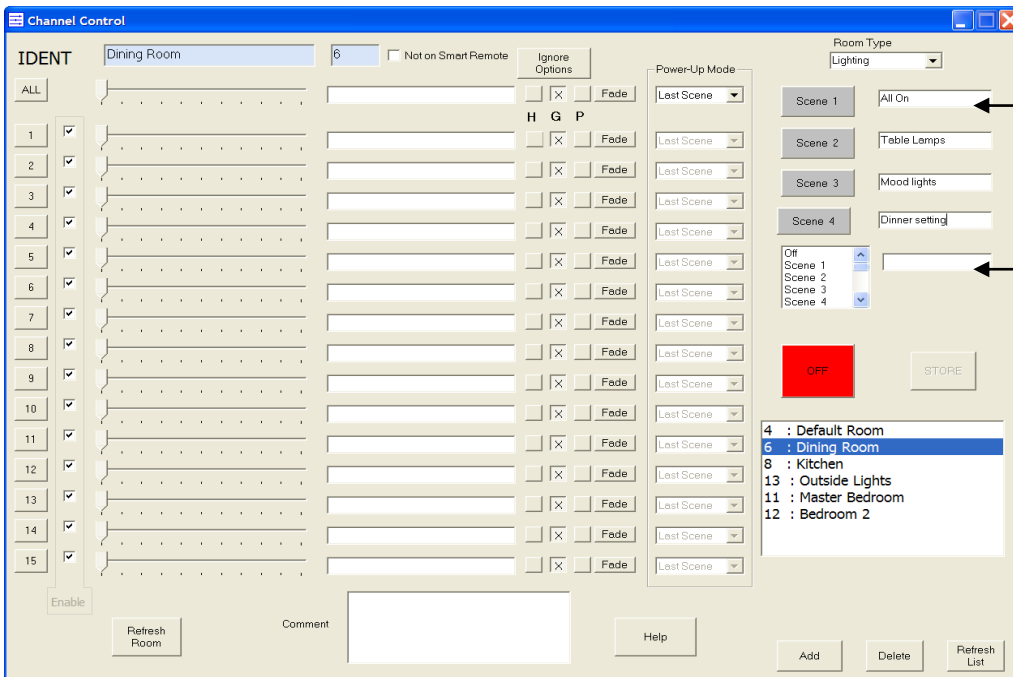 Channel Control
IDENT
Dining Room
6
Not on Smart Remote
Ignore Options
Room Type
Lighting
Power-Up Mode
ALL
X
Fade
Last Scene
Scene 1
All On
H G P
1
X
Fade
Last Scene
Scene 2
Table Lamps
2
X
Fade
Last Scene
Scene 3
Mood lights
3
X
Fade
Last Scene
4
X
Fade
Last Scene
Scene 4
Dinner setting
5
X
Fade
Last Scene
Off
Scene 1
Scene 2
Scene 3
Scene 4
6
X
Fade
Last Scene
7
X
Fade
Last Scene
8
X
Fade
Last Scene
OFF
STORE
9
X
Fade
Last Scene
10
X
Fade
Last Scene
11
X
Fade
Last Scene
12
X
Fade
Last Scene
13
X
Fade
Last Scene
14
X
Fade
Last Scene
15
X
Fade
Last Scene
4 : Default Room
6 : Dining Room
8 : Kitchen
13 : Outside Lights
11 : Master Bedroom
12 : Bedroom 2
Enable
Refresh Room
Comment
Help
Add
Delete
Refresh List